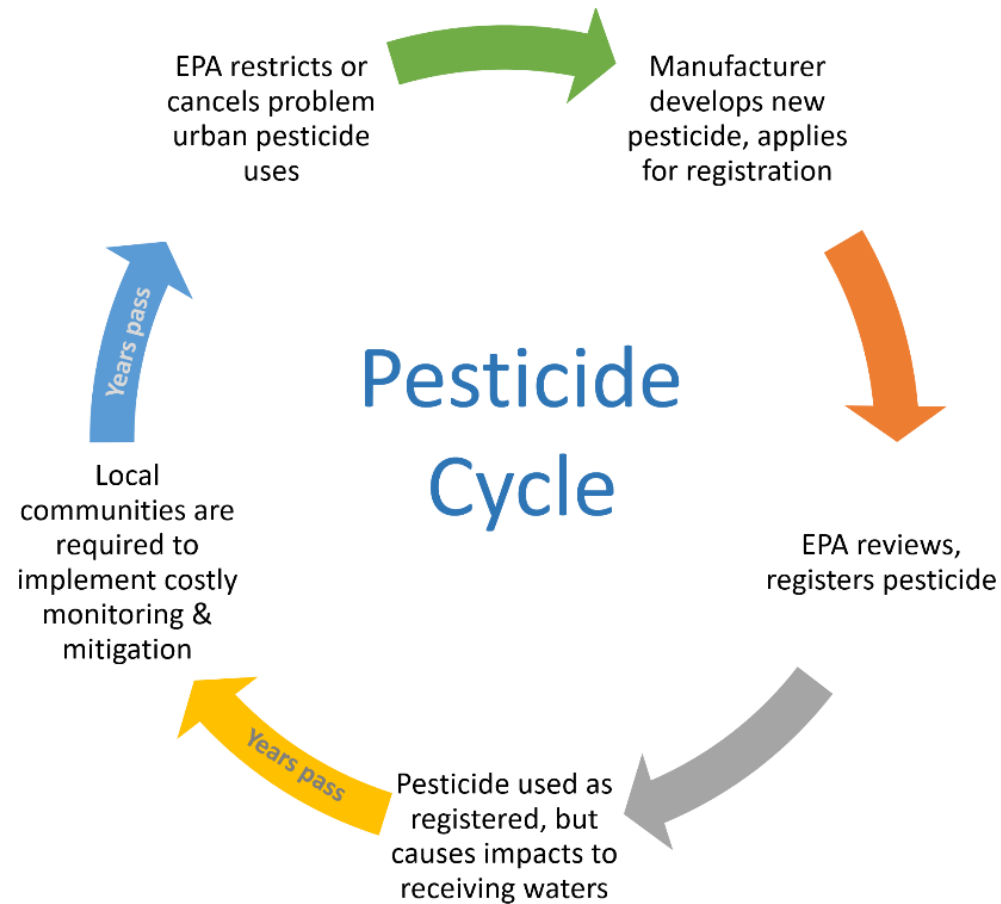 Pesticide
Cycle
Manufacturer
develops new
pesticide, applies
for registration
EPA reviews,
registers pesticide
Pesticide used as
registered, but
causes impacts to
receiving waters
Years pass
Local
communities are
required to
implement costly
monitoring &
mitigation
Years pass
EPA restricts or
cancels problem
urban pesticide
uses